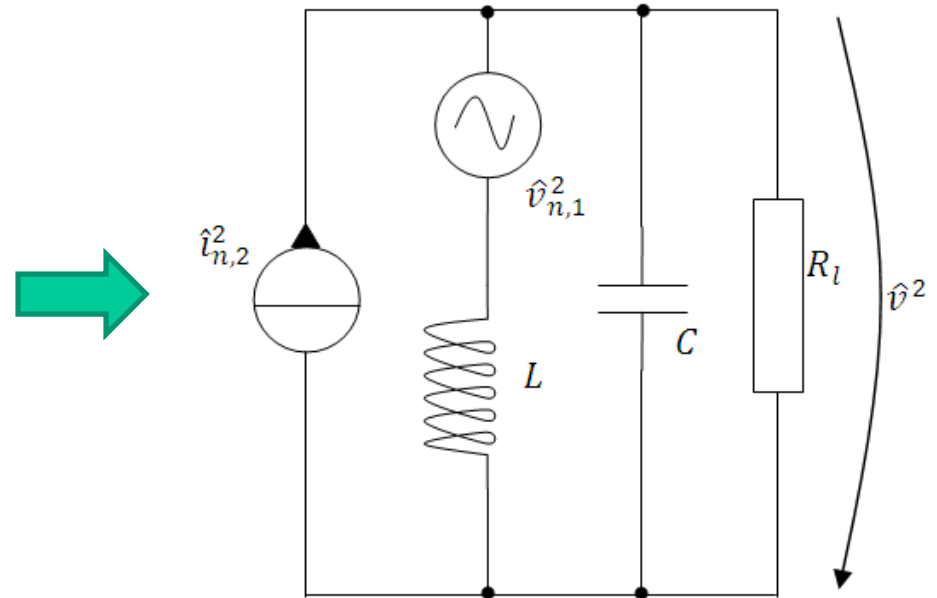 î²ₙ,₂
v̂²ₙ,₁
L
C
Rₗ
v̂²